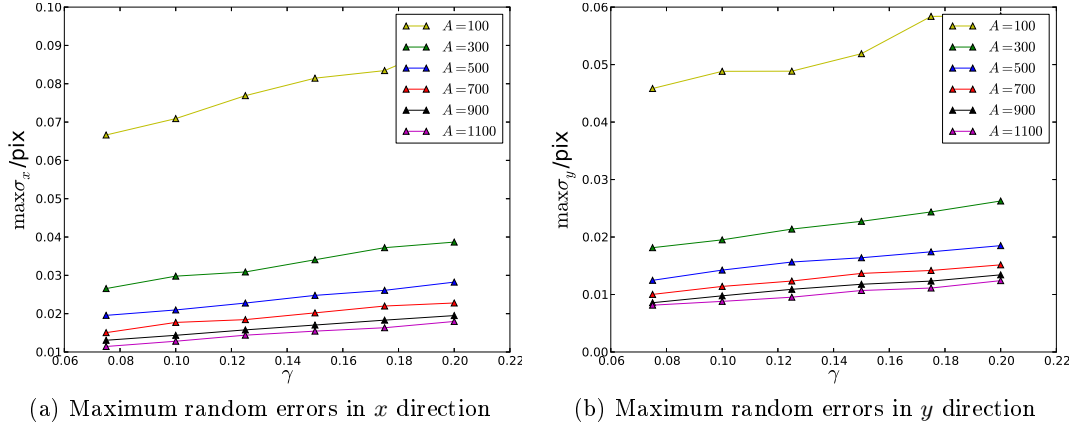 0.10
0.09
0.08
0.07
0.06
0.05
0.04
0.03
0.02
0.01
maxσ_x/pix
0.06 0.08 0.10 0.12 0.14 0.16 0.18 0.20 0.22
γ
A=100
A=300
A=500
A=700
A=900
A=1100
(a) Maximum random errors in x direction
0.06
0.05
0.04
0.03
0.02
0.01
0.00
maxσ_y/pix
0.06 0.08 0.10 0.12 0.14 0.16 0.18 0.20 0.22
γ
A=100
A=300
A=500
A=700
A=900
A=1100
(b) Maximum random errors in y direction